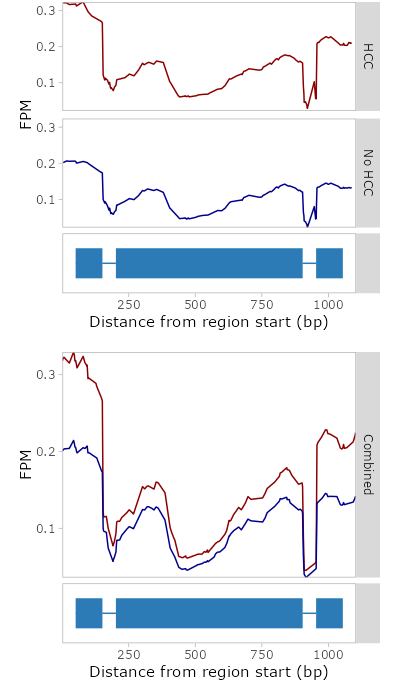 0.3
0.2
0.1
HCC
FPM
0.3
0.2
0.1
No HCC
250 500 750 1000
Distance from region start (bp)
0.3
0.2
0.1
FPM
Combined
250 500 750 1000
Distance from region start (bp)